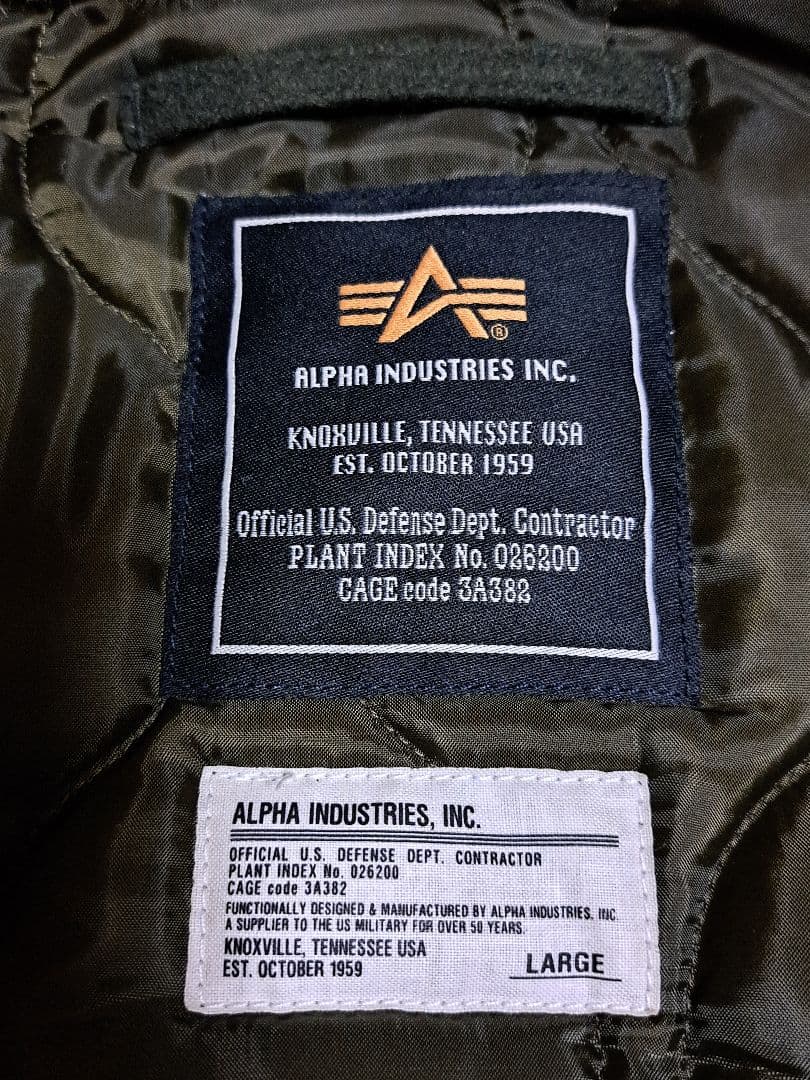 ®
ALPHA INDUSTRIES INC.
KNOXVILLE, TENNESSEE USA
EST. OCTOBER 1959
Official U.S. Defense Dept. Contractor
PLANT INDEX No. 026200
CAGE code 3A382
ALPHA INDUSTRIES, INC.
OFFICIAL U.S. DEFENSE DEPT. CONTRACTOR
PLANT INDEX No. 026200
CAGE code 3A382
FUNCTIONALLY DESIGNED & MANUFACTURED BY ALPHA INDUSTRIES, INC.
A SUPPLIER TO THE US MILITARY FOR OVER 50 YEARS.
KNOXVILLE, TENNESSEE USA
EST. OCTOBER 1959
LARGE